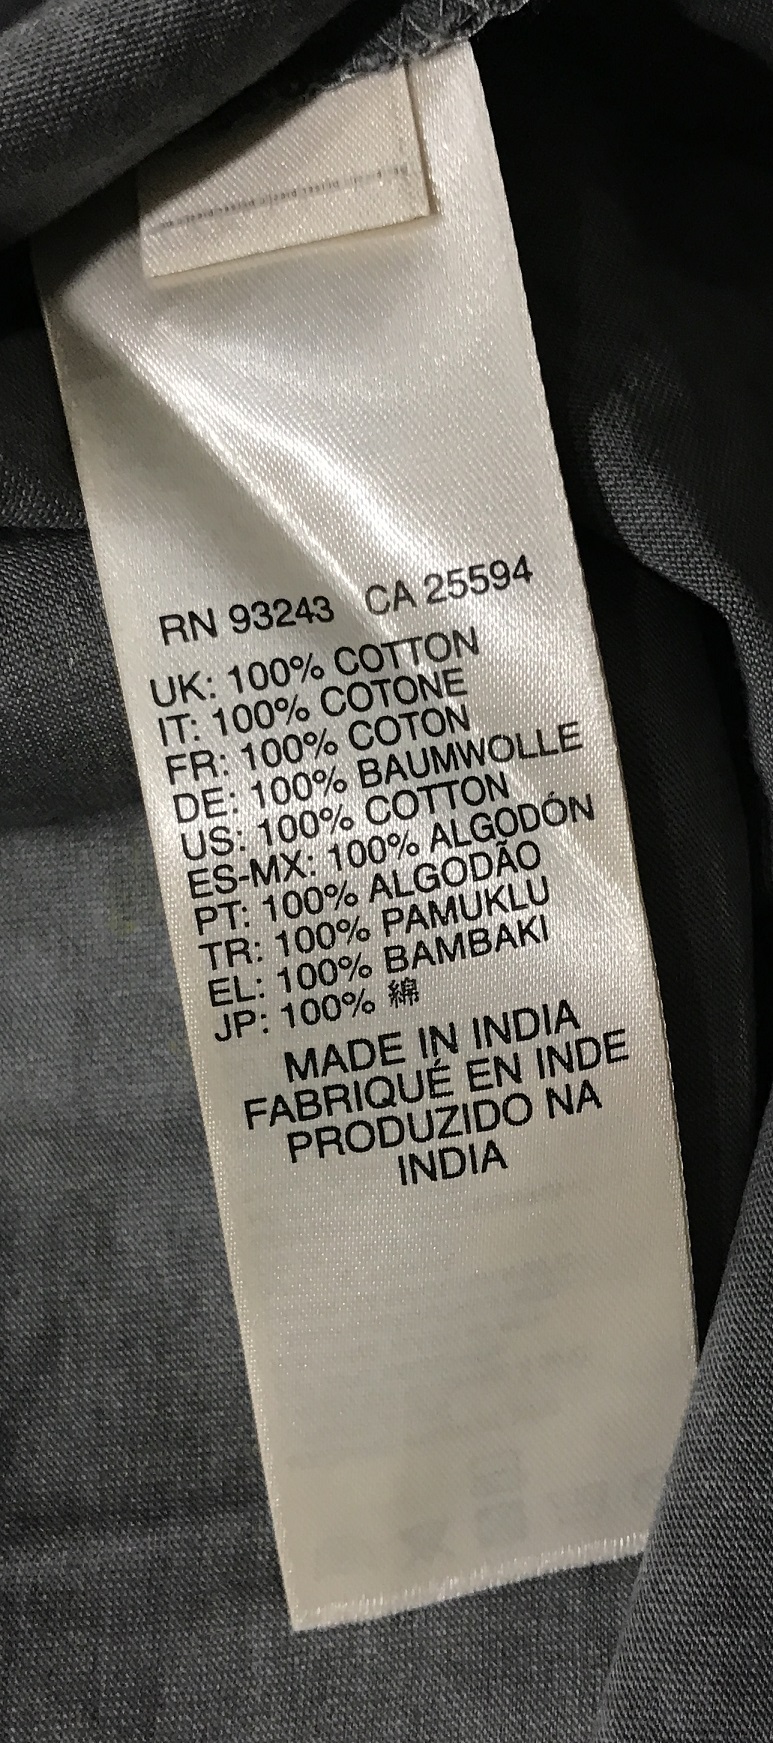 RN 93243 CA 25594
UK: 100% COTTON
IT: 100% COTONE
FR: 100% COTON
DE: 100% BAUMWOLLE
US: 100% COTTON
ES-MX: 100% ALGODÓN
PT: 100% ALGODÃO
TR: 100% PAMUKLU
EL: 100% BAMBAKI
JP: 100% 綿
MADE IN INDIA
FABRIQUÉ EN INDE
PRODUZIDO NA
INDIA